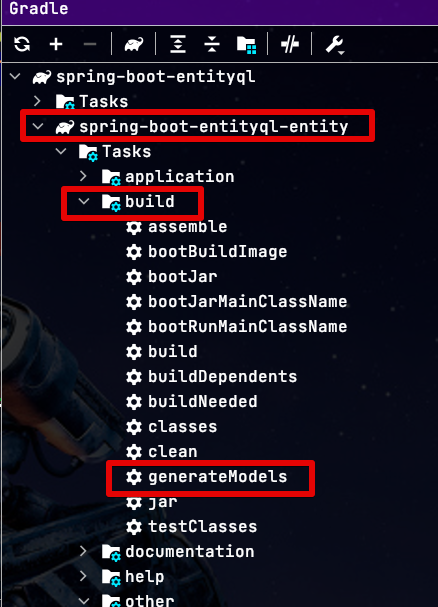 Gradle
spring-boot-entityql
Tasks
spring-boot-entityql-entity
Tasks
application
build
assemble
bootBuildImage
bootJar
bootJarMainClassName
bootRunMainClassName
build
buildDependents
buildNeeded
classes
clean
generateModels
jar
testClasses
documentation
help
other